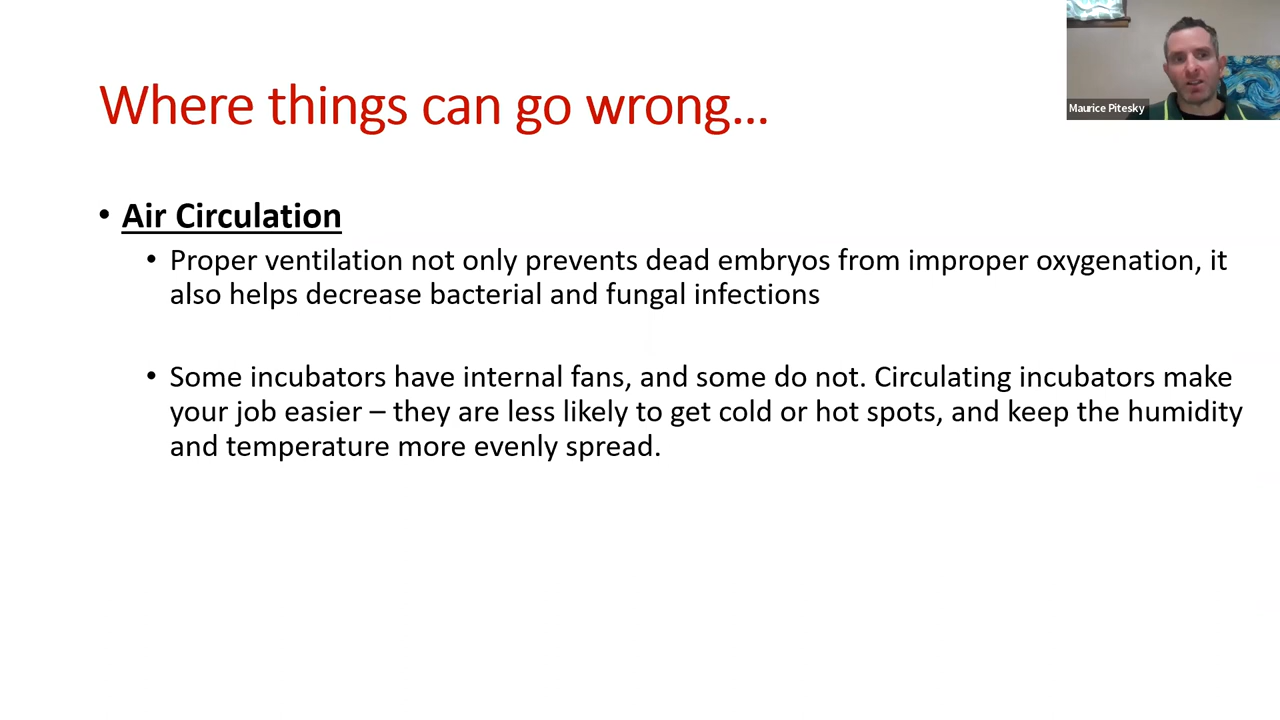 Where things can go wrong...
Maurice Pitesky
• Air Circulation
• Proper ventilation not only prevents dead embryos from improper oxygenation, it
also helps decrease bacterial and fungal infections
• Some incubators have internal fans, and some do not. Circulating incubators make
your job easier – they are less likely to get cold or hot spots, and keep the humidity
and temperature more evenly spread.